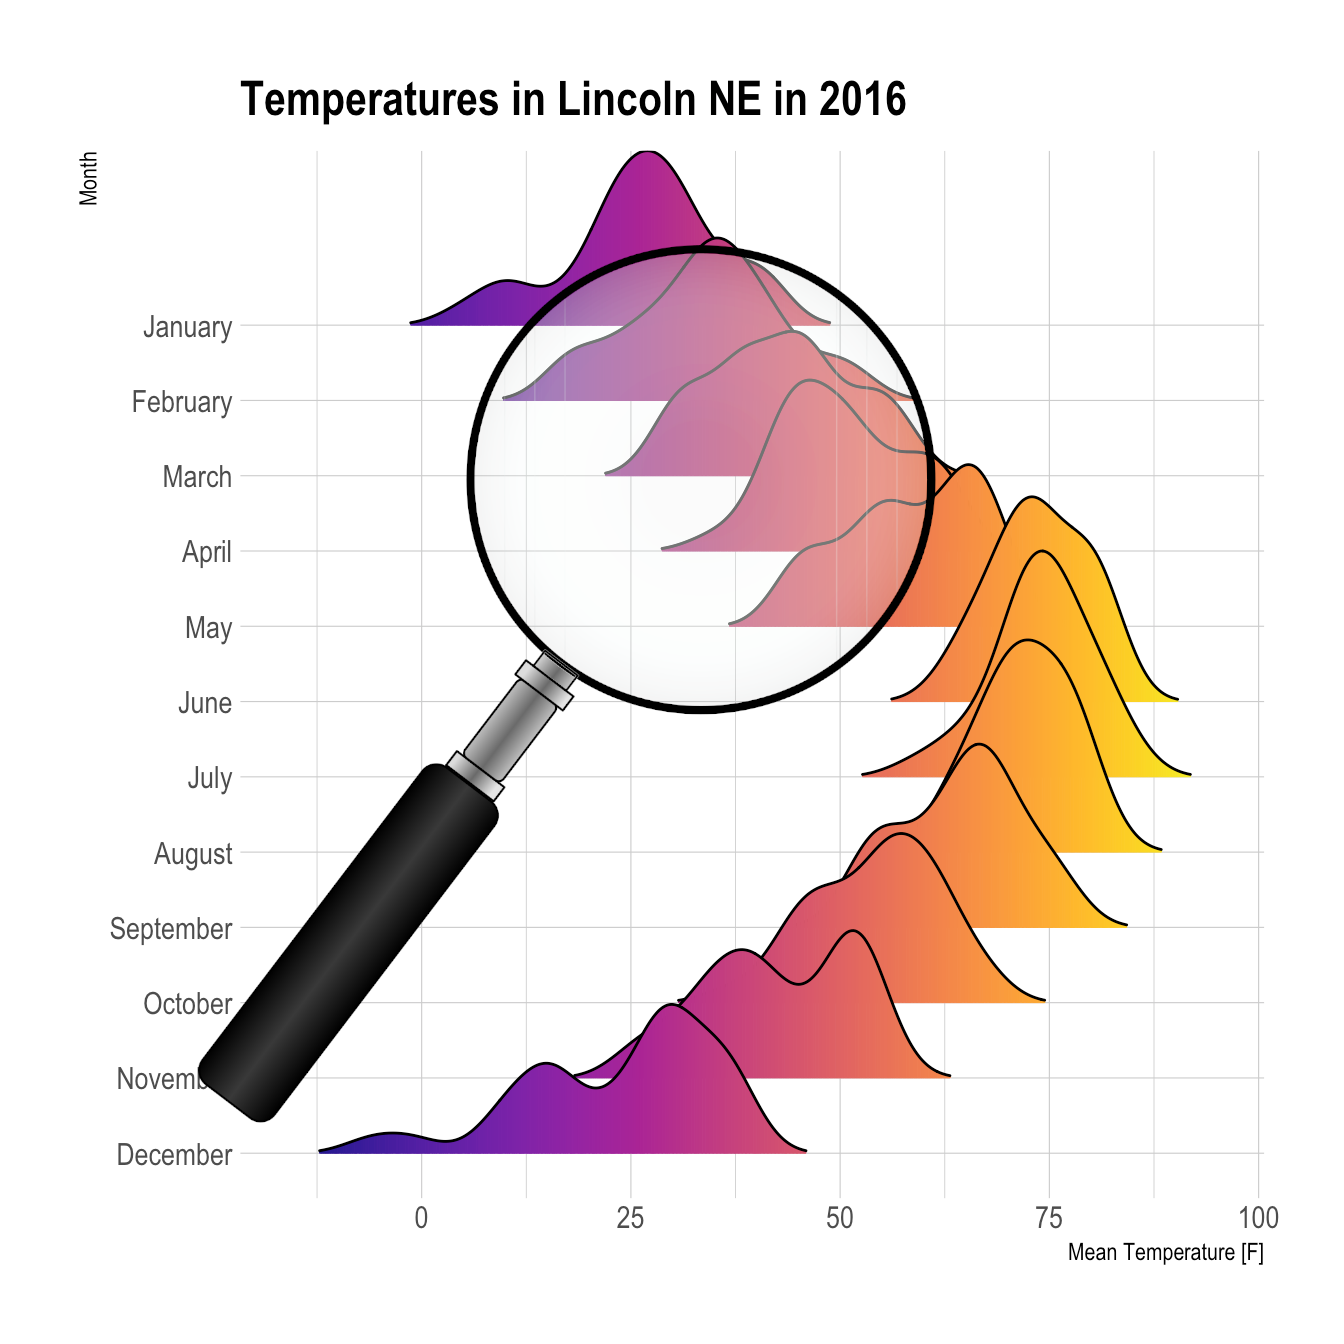 Temperatures in Lincoln NE in 2016
Month
January
February
March
April
May
June
July
August
September
October
Novemb
December
0 25 50 75 100
Mean Temperature [F]